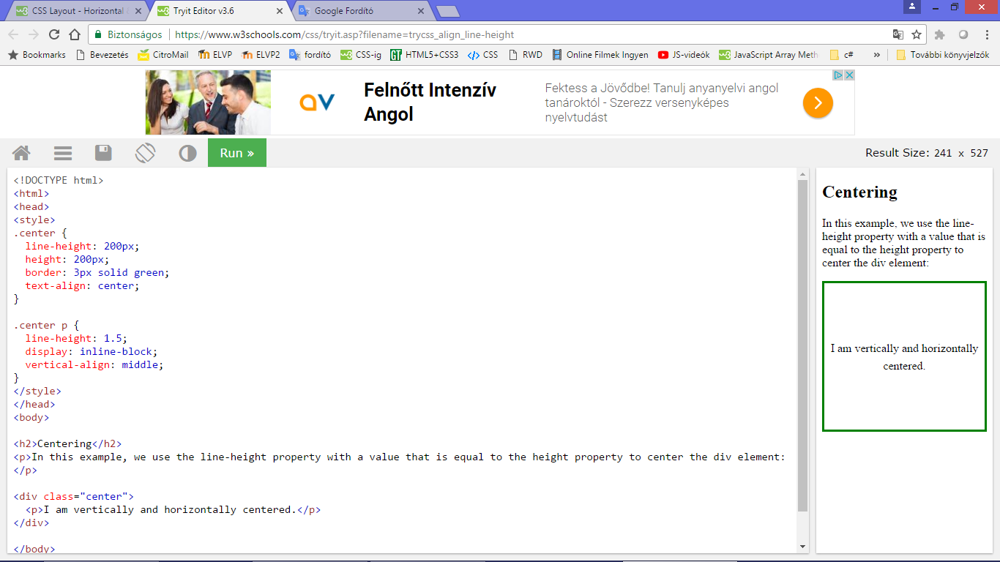 CSS Layout - Horizontal &
Tryit Editor v3.6
Google Fordító
Biztonságos
https://www.w3schools.com/css/tryit.asp?filename=trycss_align_line-height
Bookmarks
Bevezetés
CitroMail
ELVP
ELVP2
fordító
CSS-ig
HTML5+CSS3
CSS
RWD
Online Filmek Ingyen
JS-videók
JavaScript Array Meth
c#
»
További könyvjelzők
Felnőtt Intenzív
Angol
Fektess a Jövődbe! Tanulj anyanyelvi angol
tanároktól - Szerezz versenyképes
nyelvtudást
Run »
Result Size: 241 x 527
<!DOCTYPE html>
<html>
<head>
<style>
.center {
  line-height: 200px;
  height: 200px;
  border: 3px solid green;
  text-align: center;
}
.center p {
  line-height: 1.5;
  display: inline-block;
  vertical-align: middle;
}
</style>
</head>
<body>
<h2>Centering</h2>
<p>In this example, we use the line-height property with a value that is equal to the height property to center the div element:
</p>
<div class="center">
  <p>I am vertically and horizontally centered.</p>
</div>
</body>
Centering
In this example, we use the line-
height property with a value that is
equal to the height property to
center the div element:
I am vertically and horizontally
centered.